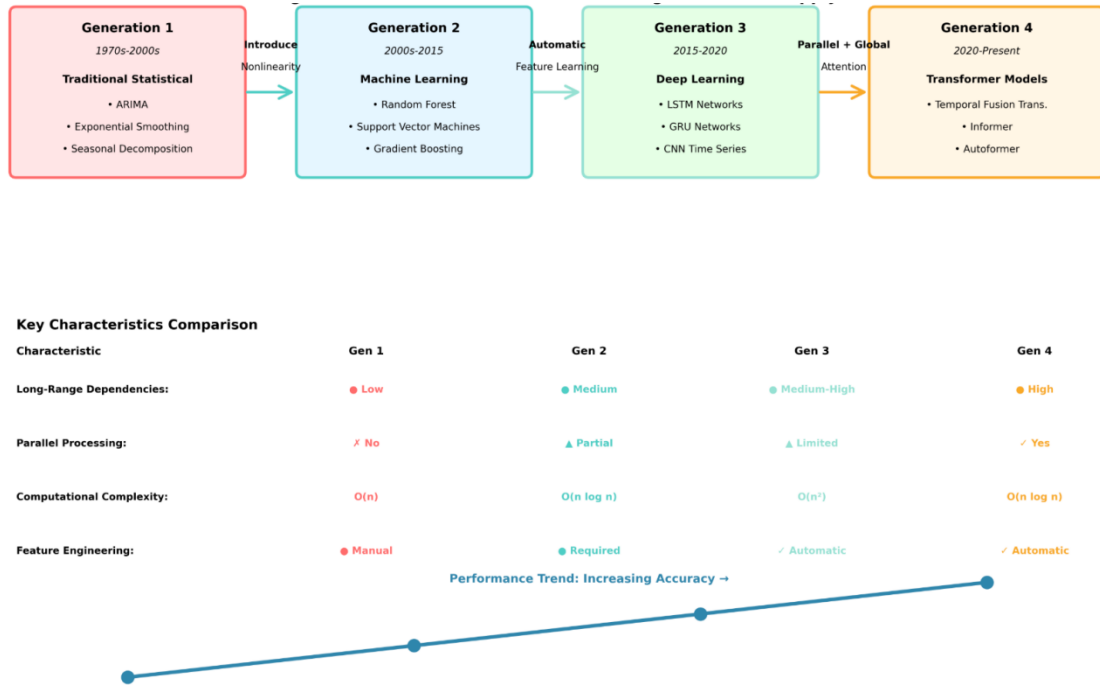 Generation 1
1970s-2000s
Traditional Statistical
• ARIMA
• Exponential Smoothing
• Seasonal Decomposition
Introduce
Nonlinearity
Generation 2
2000s-2015
Machine Learning
• Random Forest
• Support Vector Machines
• Gradient Boosting
Automatic
Feature Learning
Generation 3
2015-2020
Deep Learning
• LSTM Networks
• GRU Networks
• CNN Time Series
Parallel + Global
Attention
Generation 4
2020-Present
Transformer Models
• Temporal Fusion Trans.
• Informer
• Autoformer
Key Characteristics Comparison
Characteristic Gen 1 Gen 2 Gen 3 Gen 4
Long-Range Dependencies: ● Low ● Medium ● Medium-High ● High
Parallel Processing: ✗ No ▲ Partial ▲ Limited ✓ Yes
Computational Complexity: O(n) O(n log n) O(n²) O(n log n)
Feature Engineering: ● Manual ● Required ✓ Automatic ✓ Automatic
Performance Trend: Increasing Accuracy →